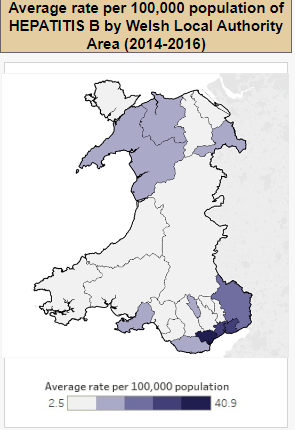 Average rate per 100,000 population of
HEPATITIS B by Welsh Local Authority
Area (2014-2016)
Average rate per 100,000 population
2.5 40.9